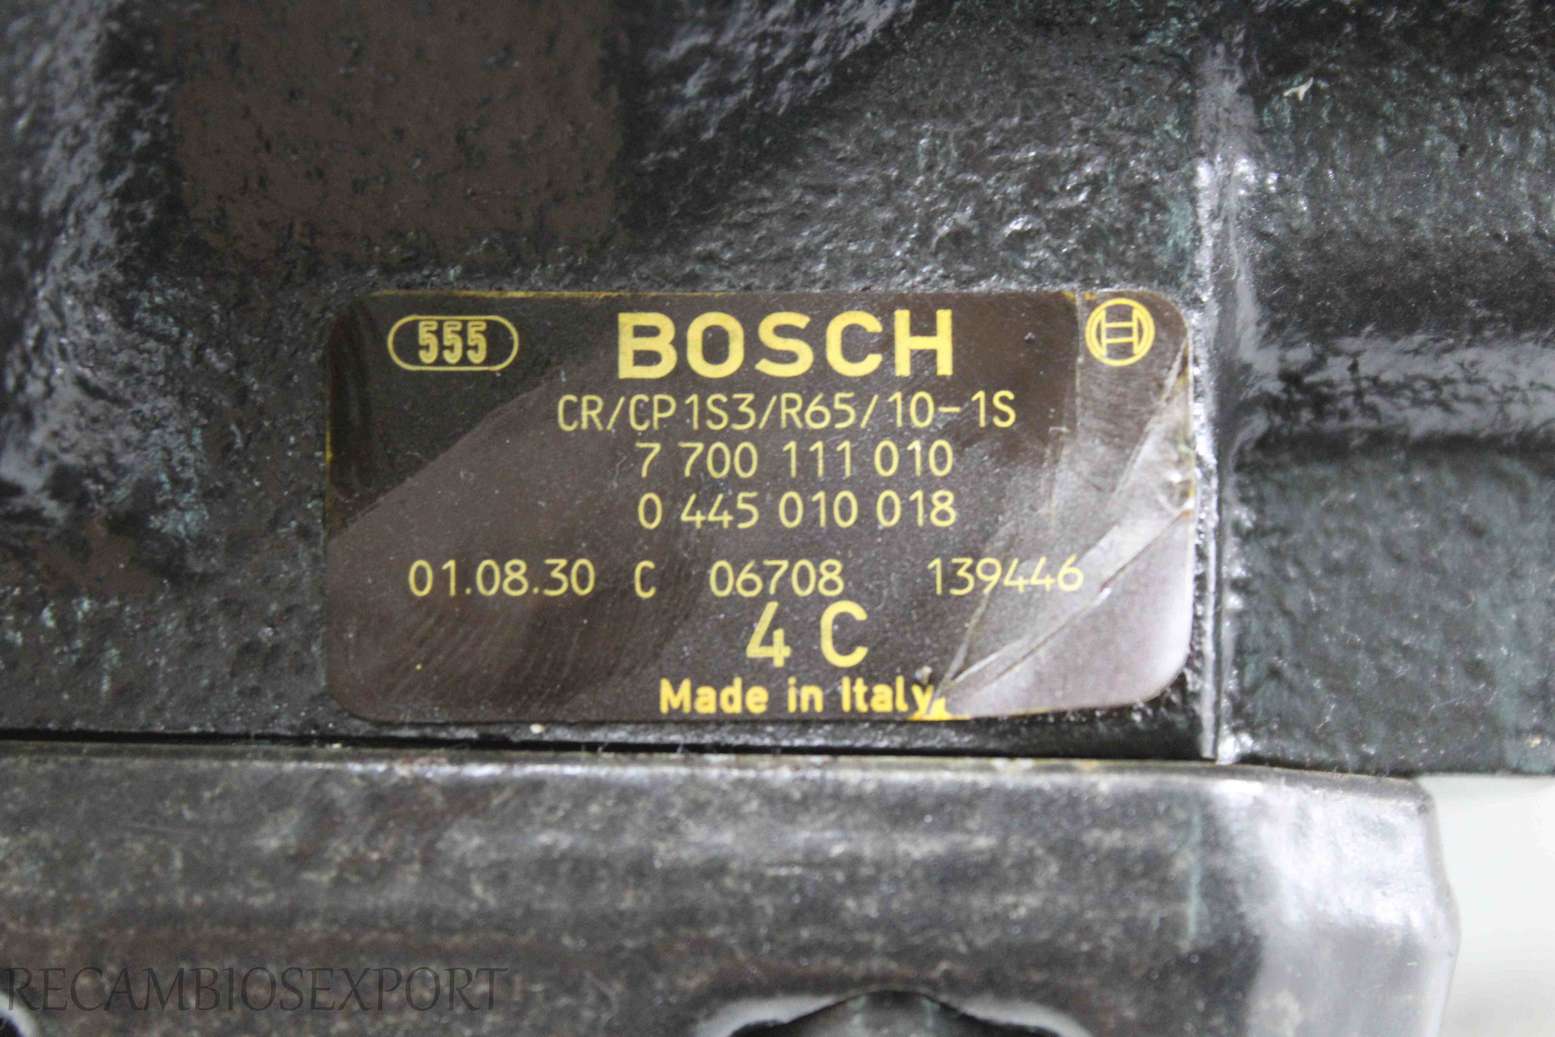 555 BOSCH
CR/CP1S3/R65/10-1S
7 700 111 010
0 445 010 018
01.08.30 C 06708 139446
4 C
Made in Italy
RECAMBIOSEXPORT